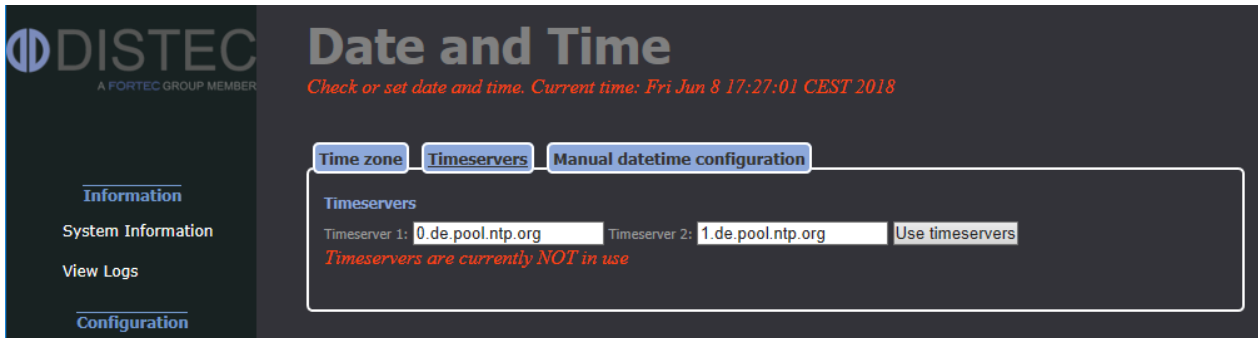 DISTEC
A FORTEC GROUP MEMBER
Information
System Information
View Logs
Configuration
Date and Time
Check or set date and time. Current time: Fri Jun 8 17:27:01 CEST 2018
Time zone Timeservers Manual datetime configuration
Timeservers
Timeserver 1: 0.de.pool.ntp.org Timeserver 2: 1.de.pool.ntp.org Use timeservers
Timeservers are currently NOT in use